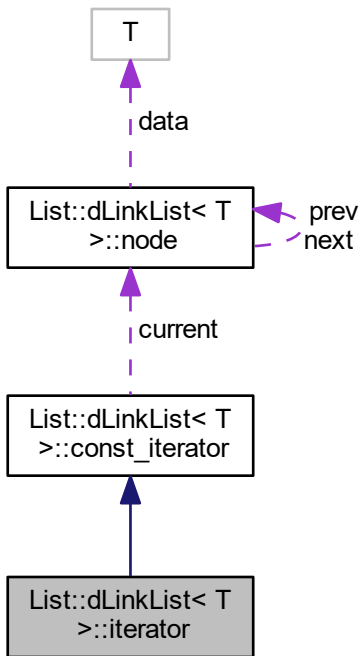 T
data
List::dLinkList< T
>::node
prev
next
current
List::dLinkList< T
>::const_iterator
List::dLinkList< T
>::iterator